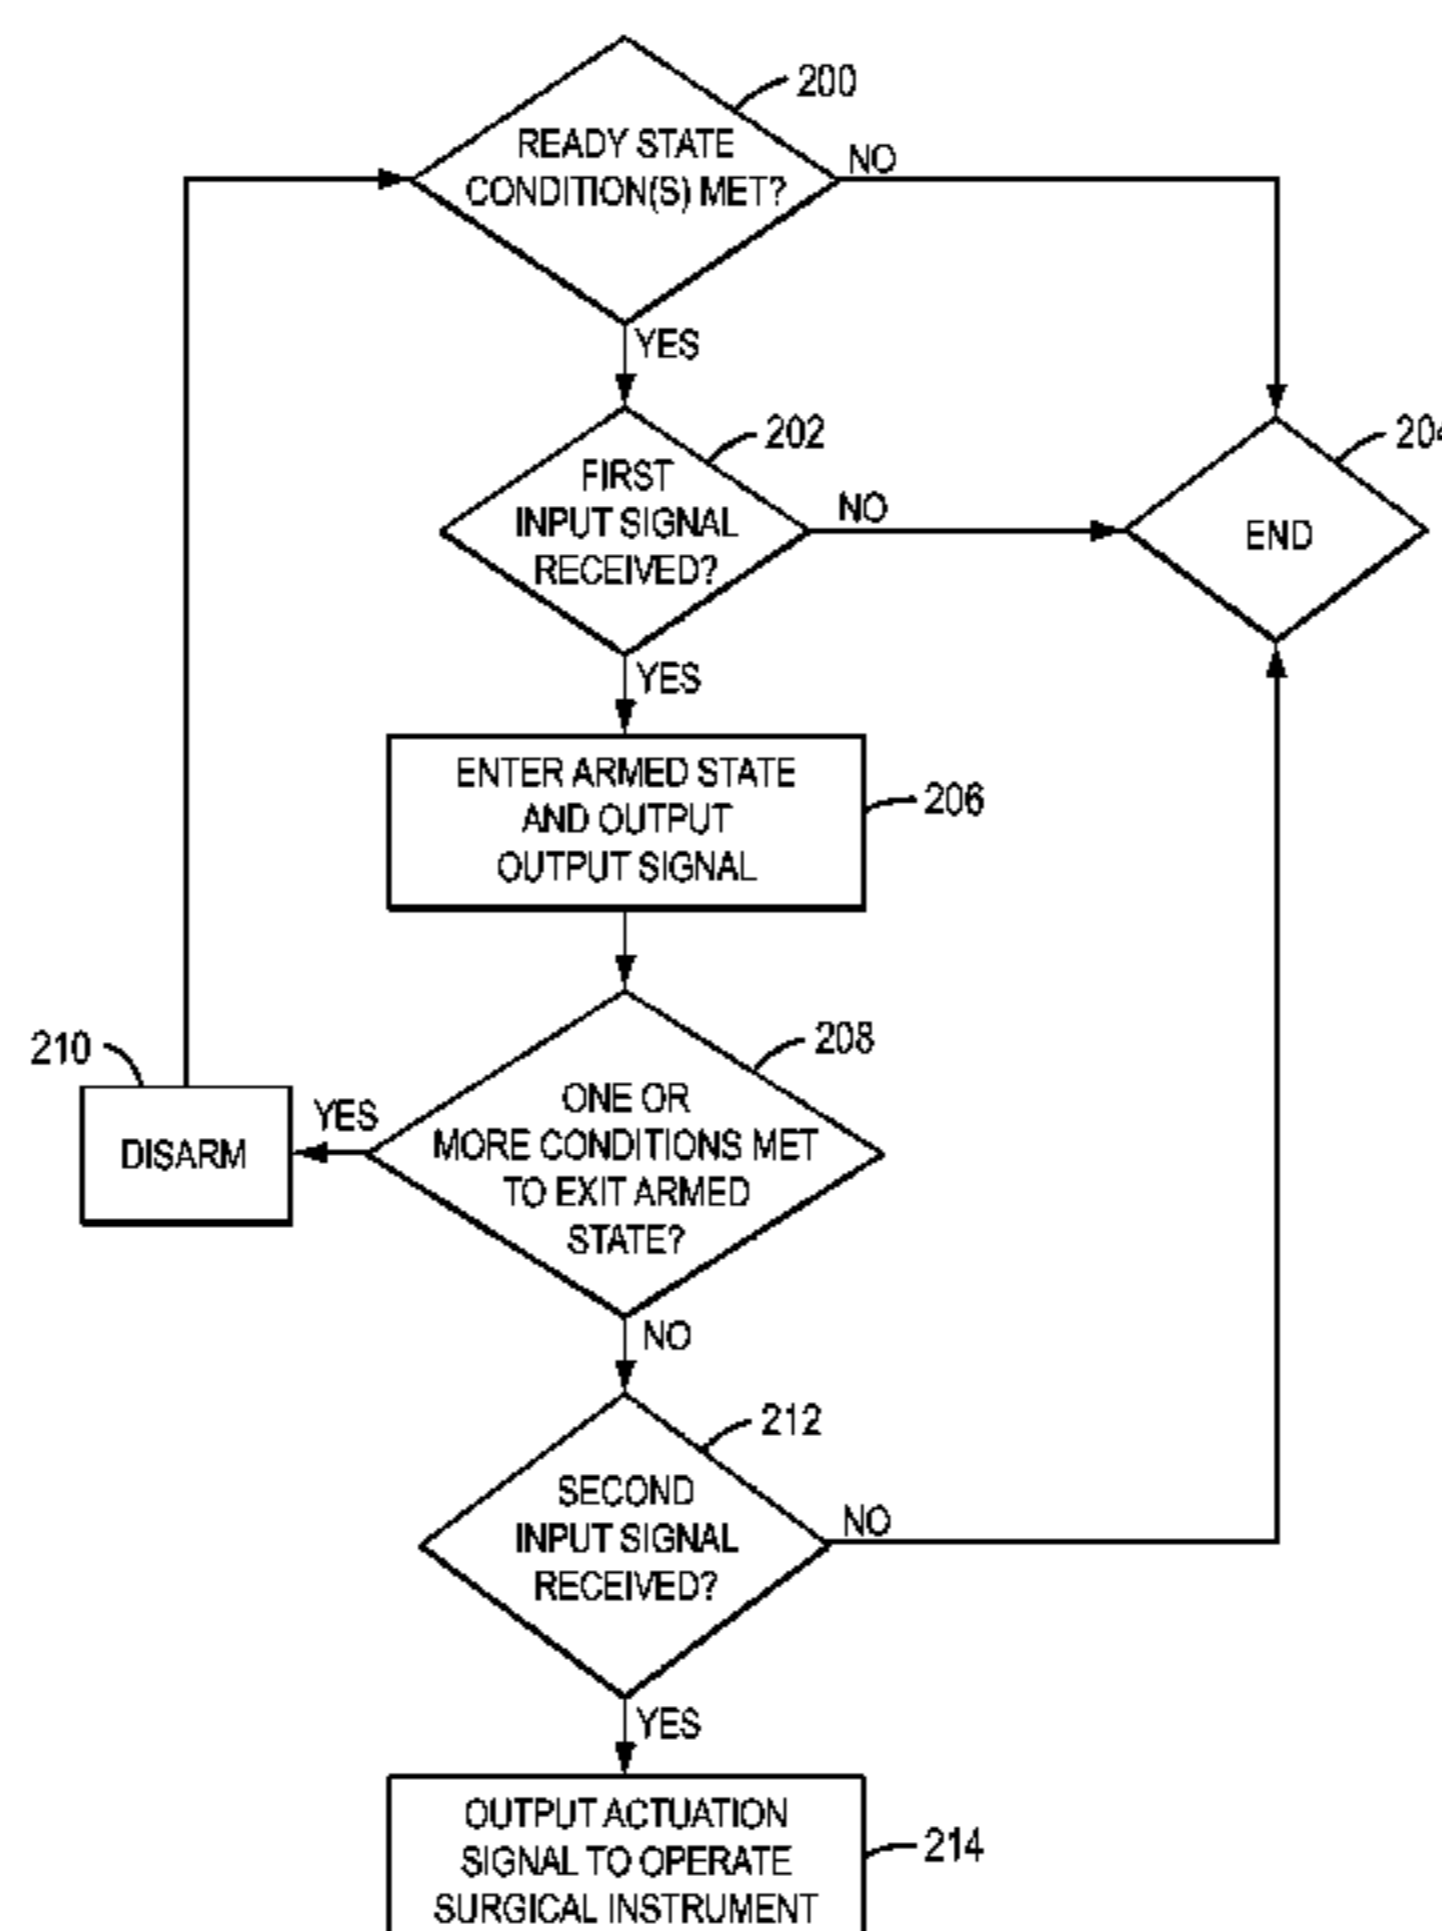 200
READY STATE
CONDITION(S) MET?
NO
YES
202
FIRST
INPUT SIGNAL
RECEIVED?
NO
204
END
YES
ENTER ARMED STATE
AND OUTPUT
OUTPUT SIGNAL
206
208
210
ONE OR
MORE CONDITIONS MET
TO EXIT ARMED
STATE?
YES
DISARM
NO
212
SECOND
INPUT SIGNAL
RECEIVED?
NO
YES
OUTPUT ACTUATION
SIGNAL TO OPERATE
SURGICAL INSTRUMENT
214